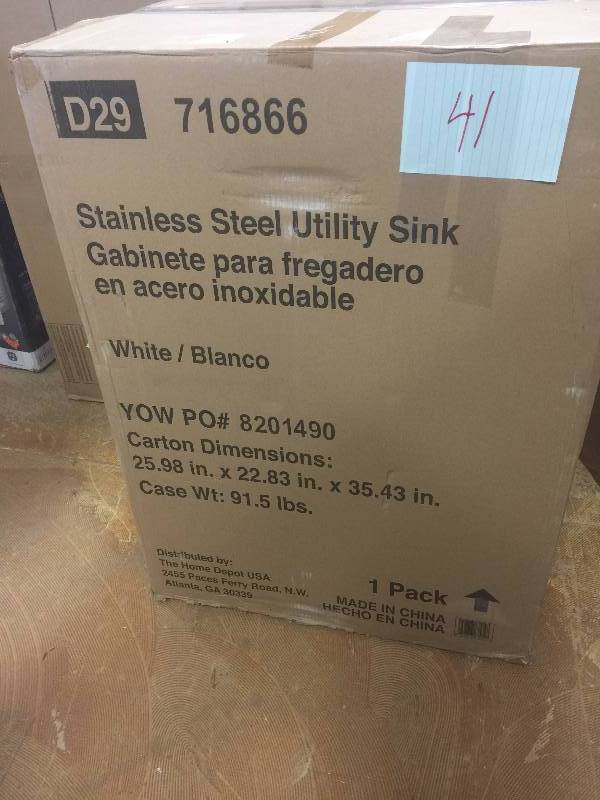 D29 716866
41
Stainless Steel Utility Sink
Gabinete para fregadero
en acero inoxidable
White / Blanco
YOW PO# 8201490
Carton Dimensions:
25.98 in. x 22.83 in. x 35.43 in.
Case Wt: 91.5 lbs.
Distributed by:
The Home Depot USA
2455 Paces Ferry Road, N.W.
Atlanta, GA 30339
1 Pack
MADE IN CHINA
HECHO EN CHINA